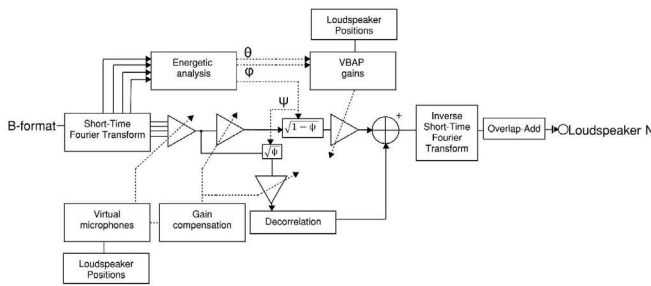 Loudspeaker
Positions
Energetic
analysis
θ
φ
VBAP
gains
Ψ
B-format
Short-Time
Fourier Transform
√1 − ψ
√ψ
+
Inverse
Short-Time
Fourier
Transform
Overlap-Add
Loudspeaker N
Virtual
microphones
Gain
compensation
Decorrelation
Loudspeaker
Positions